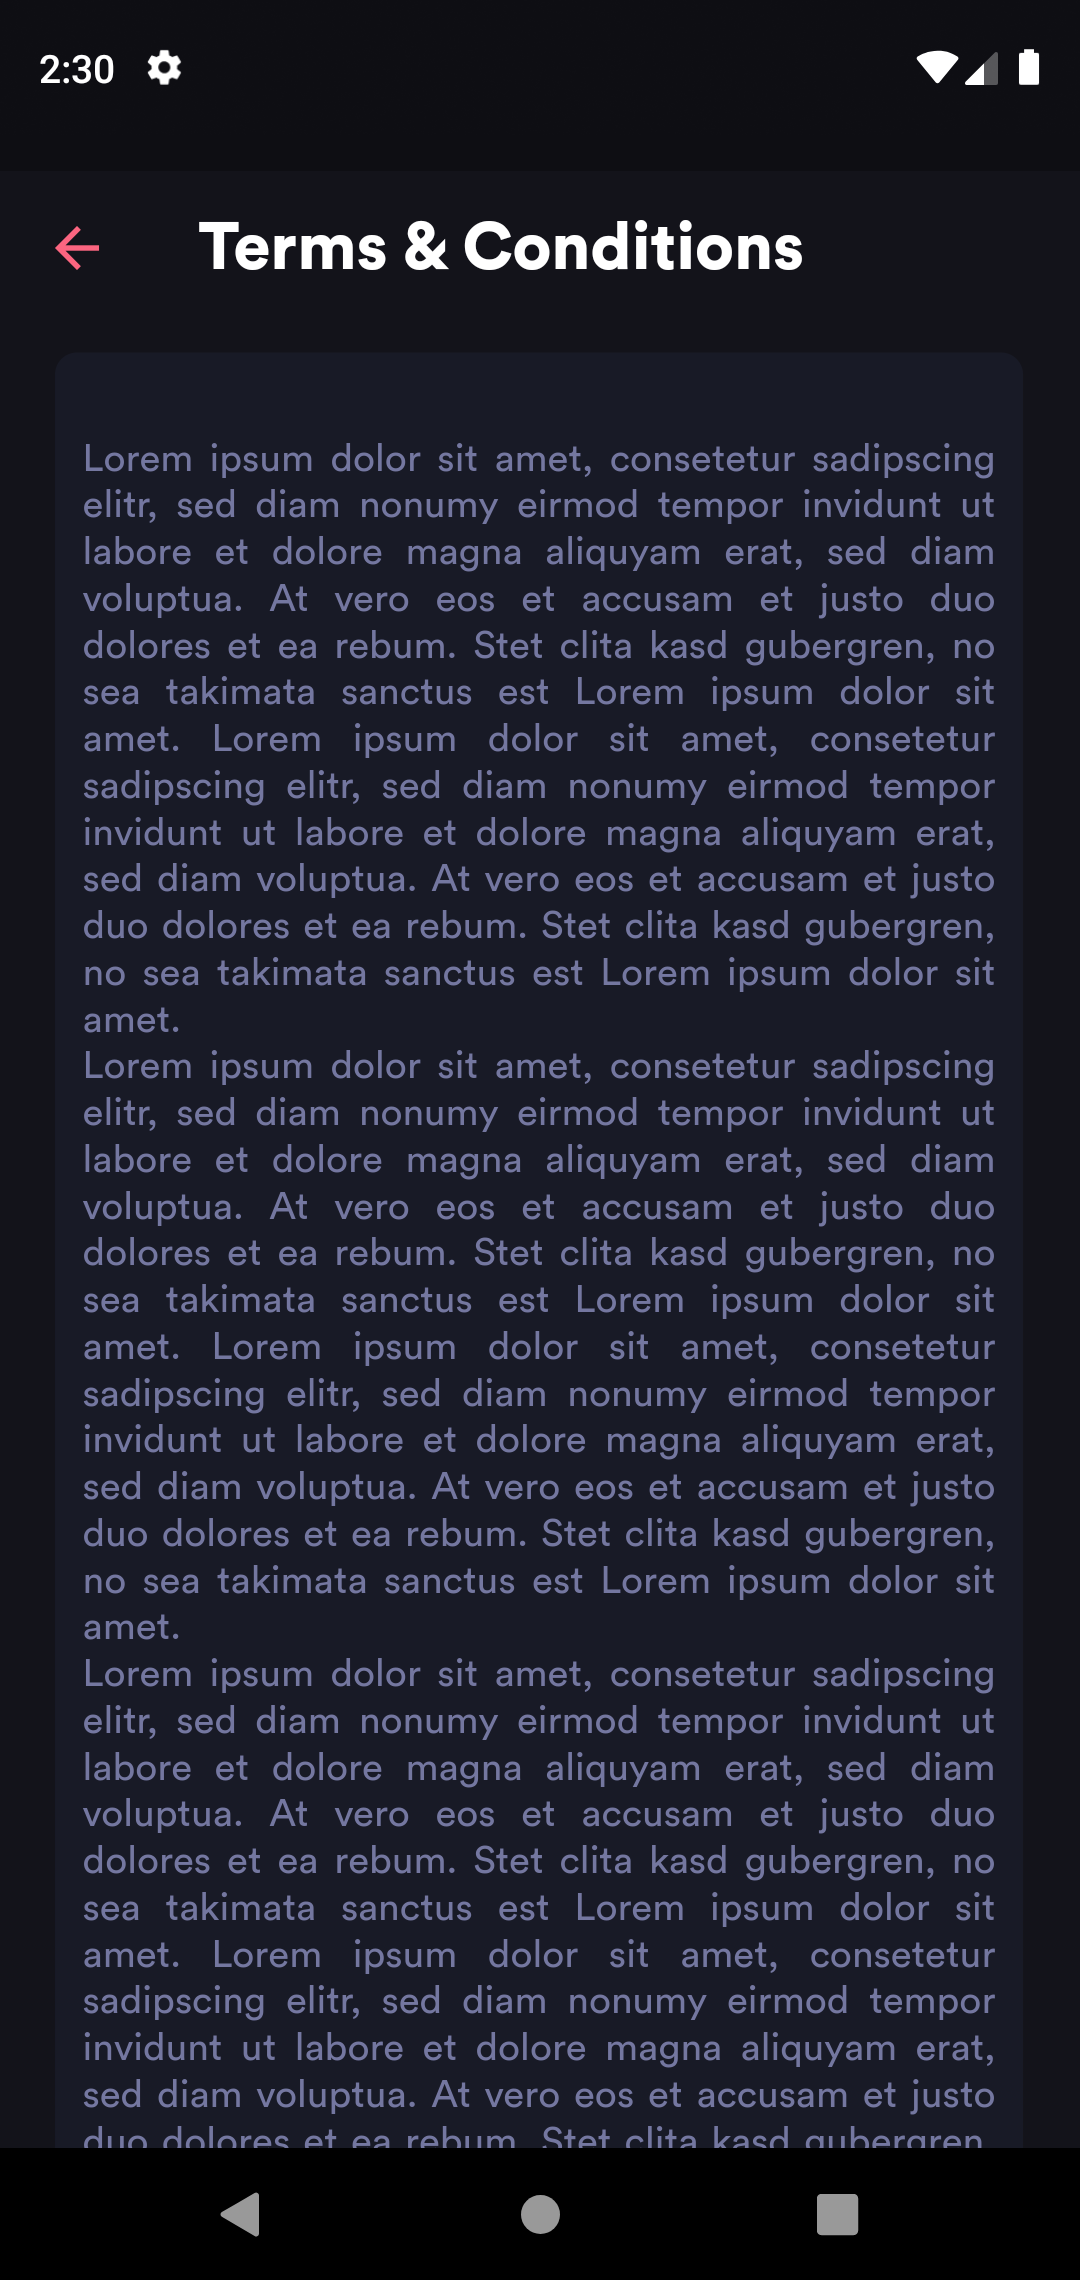 2:30
Terms & Conditions
Lorem ipsum dolor sit amet, consetetur sadipscing
elitr, sed diam nonumy eirmod tempor invidunt ut
labore et dolore magna aliquyam erat, sed diam
voluptua. At vero eos et accusam et justo duo
dolores et ea rebum. Stet clita kasd gubergren, no
sea takimata sanctus est Lorem ipsum dolor sit
amet. Lorem ipsum dolor sit amet, consetetur
sadipscing elitr, sed diam nonumy eirmod tempor
invidunt ut labore et dolore magna aliquyam erat,
sed diam voluptua. At vero eos et accusam et justo
duo dolores et ea rebum. Stet clita kasd gubergren,
no sea takimata sanctus est Lorem ipsum dolor sit
amet.
Lorem ipsum dolor sit amet, consetetur sadipscing
elitr, sed diam nonumy eirmod tempor invidunt ut
labore et dolore magna aliquyam erat, sed diam
voluptua. At vero eos et accusam et justo duo
dolores et ea rebum. Stet clita kasd gubergren, no
sea takimata sanctus est Lorem ipsum dolor sit
amet. Lorem ipsum dolor sit amet, consetetur
sadipscing elitr, sed diam nonumy eirmod tempor
invidunt ut labore et dolore magna aliquyam erat,
sed diam voluptua. At vero eos et accusam et justo
duo dolores et ea rebum. Stet clita kasd gubergren,
no sea takimata sanctus est Lorem ipsum dolor sit
amet.
Lorem ipsum dolor sit amet, consetetur sadipscing
elitr, sed diam nonumy eirmod tempor invidunt ut
labore et dolore magna aliquyam erat, sed diam
voluptua. At vero eos et accusam et justo duo
dolores et ea rebum. Stet clita kasd gubergren, no
sea takimata sanctus est Lorem ipsum dolor sit
amet. Lorem ipsum dolor sit amet, consetetur
sadipscing elitr, sed diam nonumy eirmod tempor
invidunt ut labore et dolore magna aliquyam erat,
sed diam voluptua. At vero eos et accusam et justo
duo dolores et ea rebum. Stet clita kasd gubergren,